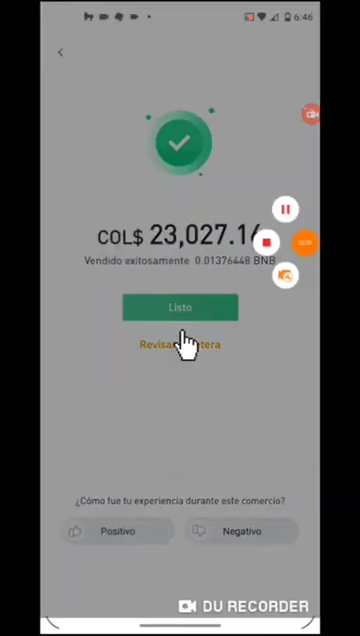 6:46
COL$ 23,027.16
Vendido exitosamente 0.01376448 BNB
Listo
¿Cómo fue tu experiencia durante este comercio?
Positivo
Negativo
DU RECORDER